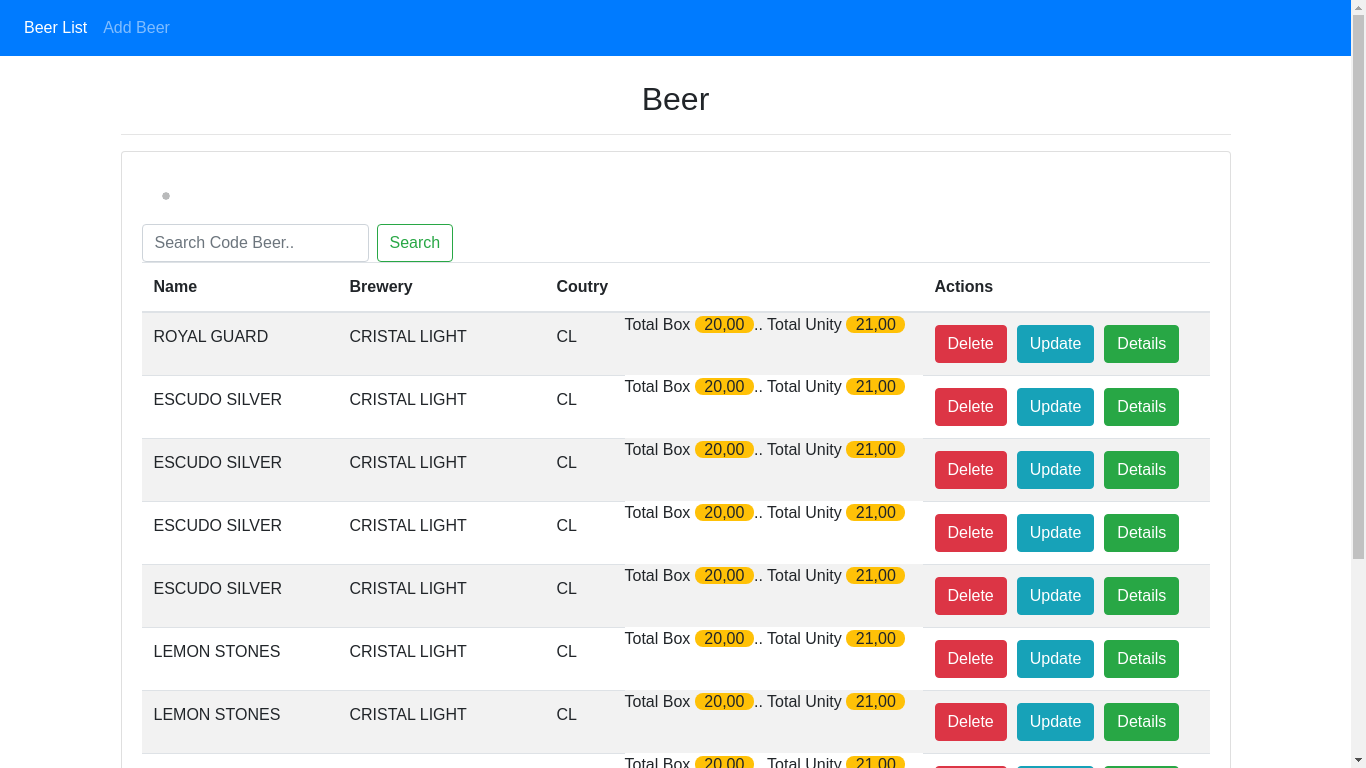 Beer List Add Beer
Beer
Search Code Beer.. Search
Name Brewery Coutry Actions
ROYAL GUARD CRISTAL LIGHT CL Total Box 20,00 .. Total Unity 21,00 Delete Update Details
ESCUDO SILVER CRISTAL LIGHT CL Total Box 20,00 .. Total Unity 21,00 Delete Update Details
ESCUDO SILVER CRISTAL LIGHT CL Total Box 20,00 .. Total Unity 21,00 Delete Update Details
ESCUDO SILVER CRISTAL LIGHT CL Total Box 20,00 .. Total Unity 21,00 Delete Update Details
ESCUDO SILVER CRISTAL LIGHT CL Total Box 20,00 .. Total Unity 21,00 Delete Update Details
LEMON STONES CRISTAL LIGHT CL Total Box 20,00 .. Total Unity 21,00 Delete Update Details
LEMON STONES CRISTAL LIGHT CL Total Box 20,00 .. Total Unity 21,00 Delete Update Details
Total Box 20,00 .. Total Unity 21,00